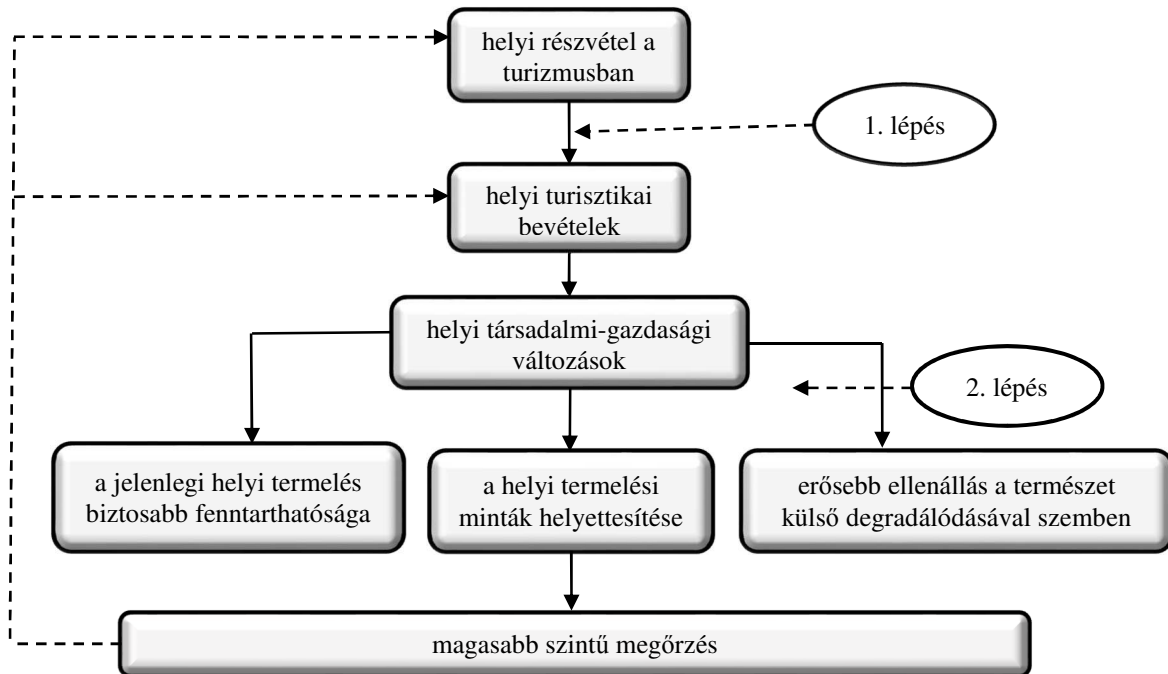 helyi részvétel a
turizmusban
1. lépés
helyi turisztikai
bevételek
helyi társadalmi-gazdasági
változások
2. lépés
a jelenlegi helyi termelés
biztosabb fenntarthatósága
a helyi termelési
minták helyettesítése
erősebb ellenállás a természet
külső degradálódásával szemben
magasabb szintű megőrzés